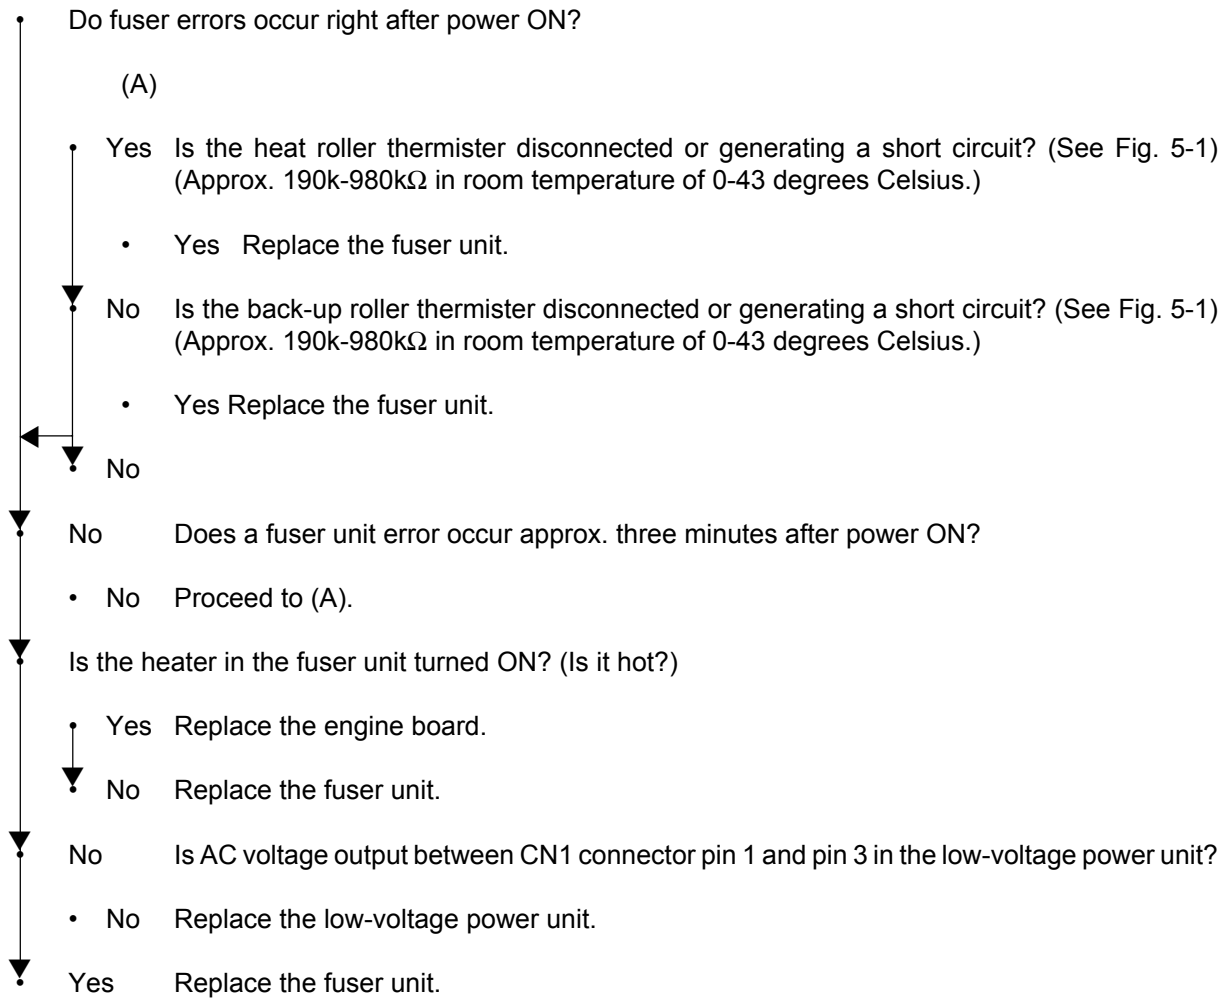 • Do fuser errors occur right after power ON?
(A)
• Yes Is the heat roller thermister disconnected or generating a short circuit? (See Fig. 5-1)
(Approx. 190k-980kΩ in room temperature of 0-43 degrees Celsius.)
• Yes Replace the fuser unit.
• No Is the back-up roller thermister disconnected or generating a short circuit? (See Fig. 5-1)
(Approx. 190k-980kΩ in room temperature of 0-43 degrees Celsius.)
• Yes Replace the fuser unit.
• No
• No Does a fuser unit error occur approx. three minutes after power ON?
• No Proceed to (A).
• Is the heater in the fuser unit turned ON? (Is it hot?)
• Yes Replace the engine board.
• No Replace the fuser unit.
• No Is AC voltage output between CN1 connector pin 1 and pin 3 in the low-voltage power unit?
• No Replace the low-voltage power unit.
• Yes Replace the fuser unit.